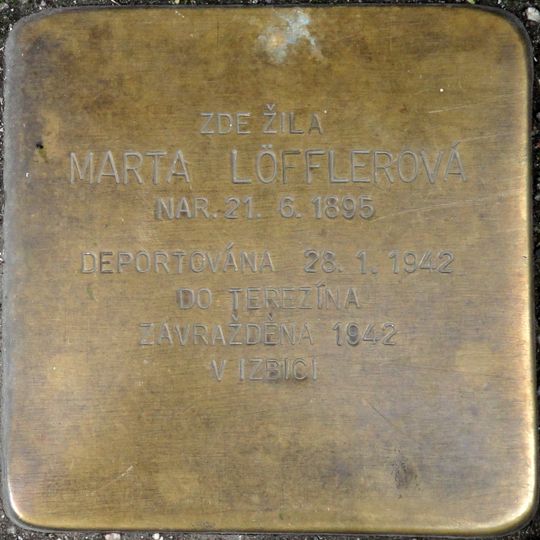 ZDE ŽILA
MARTA LÖFFLEROVÁ
NAR. 21. 6. 1895
DEPORTOVÁNA 28. 1. 1942
DO TEREZÍNA
ZAVRAŽDĚNA 1942
V IZBICI